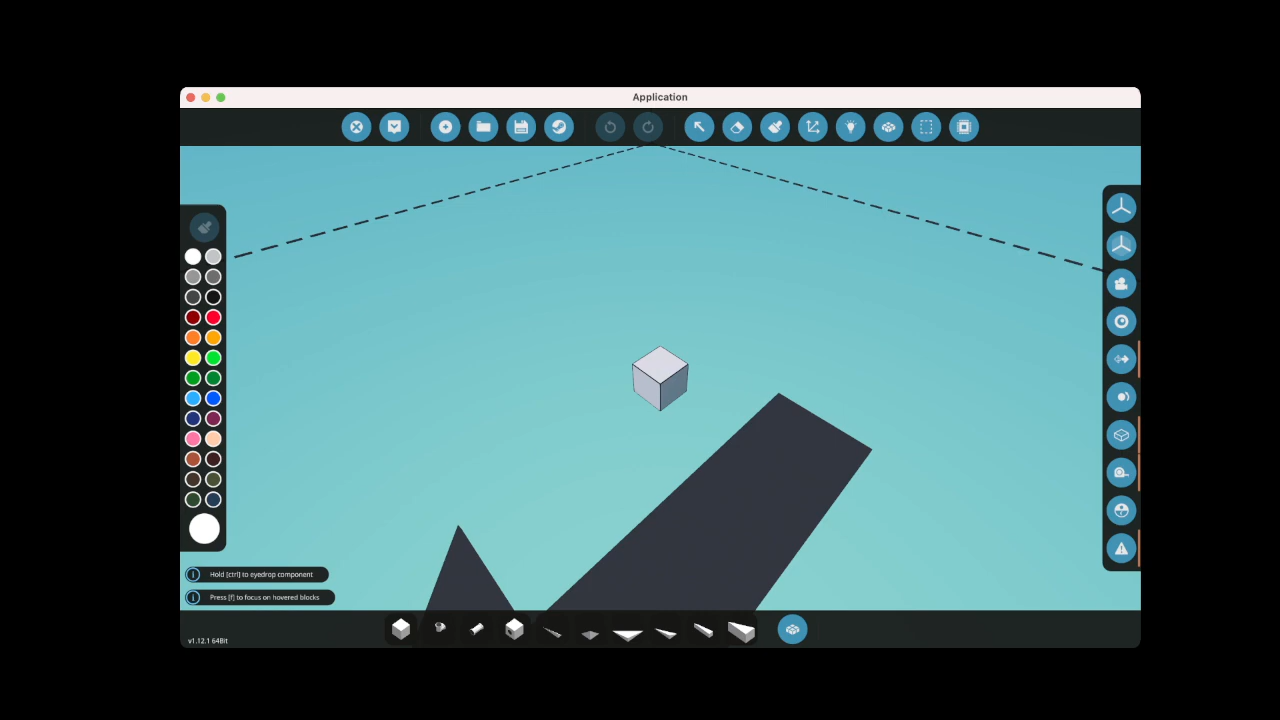 Application
Hold [ctrl] to eyedrop component
Press [f] to focus on hovered blocks
v1.12.1 64Bit